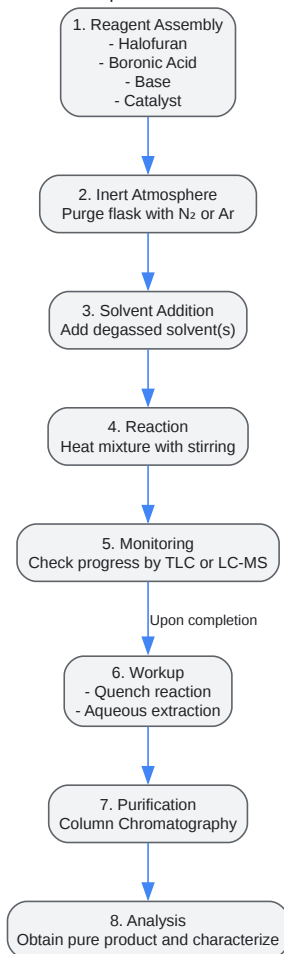 1. Reagent Assembly
- Halofuran
- Boronic Acid
- Base
- Catalyst
2. Inert Atmosphere
Purge flask with N₂ or Ar
3. Solvent Addition
Add degassed solvent(s)
4. Reaction
Heat mixture with stirring
5. Monitoring
Check progress by TLC or LC-MS
Upon completion
6. Workup
- Quench reaction
- Aqueous extraction
7. Purification
Column Chromatography
8. Analysis
Obtain pure product and characterize